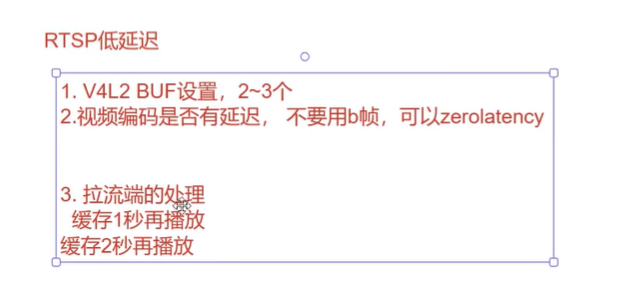 RTSP低延迟
1. V4L2 BUF设置，2~3个
2.视频编码是否有延迟， 不要用b帧，可以zerolatency
3. 拉流端的处理
缓存1秒再播放
缓存2秒再播放